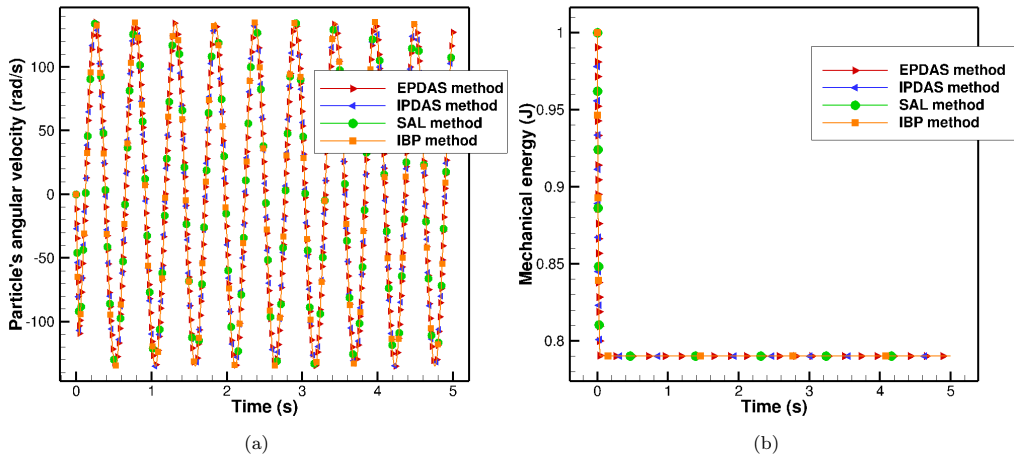 Particle's angular velocity (rad/s)
100
50
0
-50
-100
0
1
2
3
4
5
Time (s)
EPDAS method
IPDAS method
SAL method
IBP method
(a)
Mechanical energy (J)
1
0.95
0.9
0.85
0.8
0
1
2
3
4
5
Time (s)
EPDAS method
IPDAS method
SAL method
IBP method
(b)